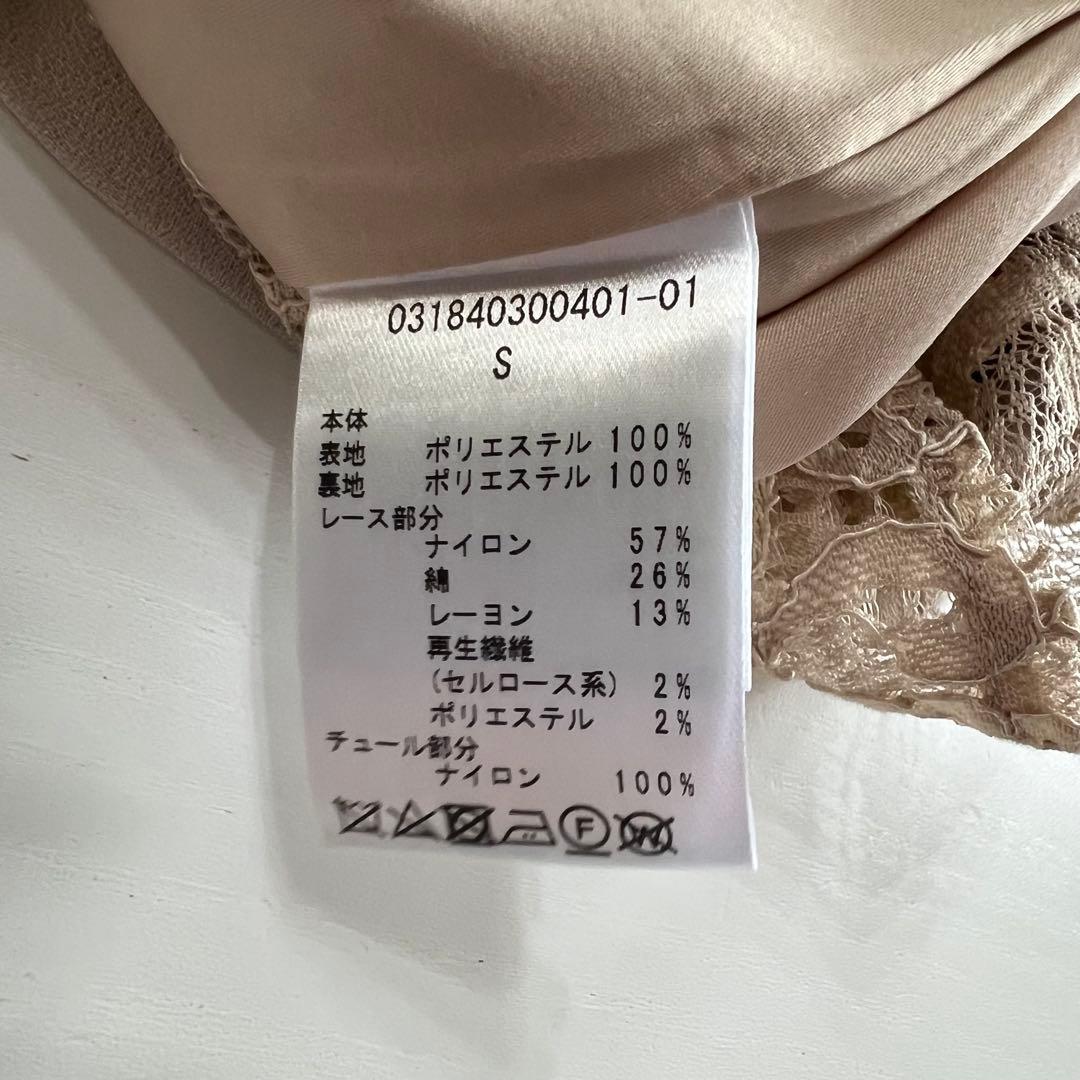 031840300401-01
S
本体
表地 ポリエステル 100%
裏地 ポリエステル 100%
レース部分
ナイロン 57%
綿 26%
レーヨン 13%
再生繊維
(セルロース系) 2%
ポリエステル 2%
チュール部分
ナイロン 100%
F W